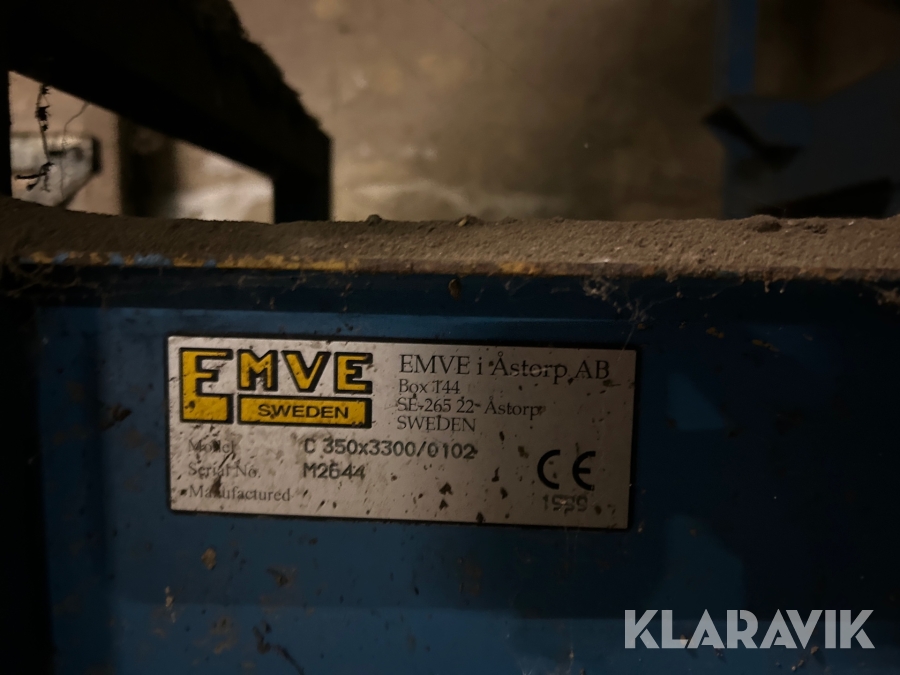 EMVE
SWEDEN
EMVE i Åstorp AB
Box 144
SE-265 22 Åstorp
SWEDEN
Model C 350x3300/0102
Serial No. M2644
Manufactured 1999
CE
KLARAVIK